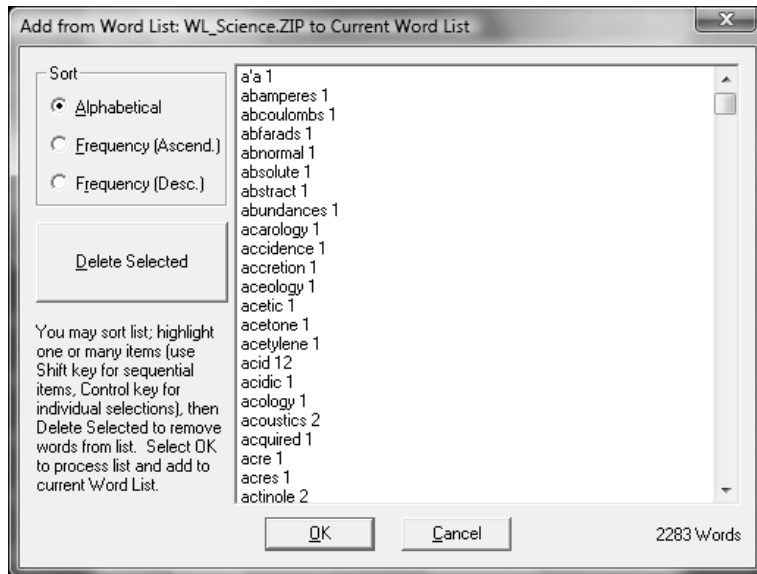 Add from Word List: WL_Science.ZIP to Current Word List
Sort
Alphabetical
Frequency (Ascend.)
Frequency (Desc.)
Delete Selected
You may sort list; highlight
one or many items (use
Shift key for sequential
items, Control key for
individual selections), then
Delete Selected to remove
words from list. Select OK
to process list and add to
current Word List.
a'a 1
abamperes 1
abcoulombs 1
abfarads 1
abnormal 1
absolute 1
abstract 1
abundances 1
acarology 1
accidence 1
accretion 1
aceology 1
acetic 1
acetone 1
acetylene 1
acid 12
acidic 1
acology 1
acoustics 2
acquired 1
acre 1
acres 1
actinole 2
OK
Cancel
2283 Words